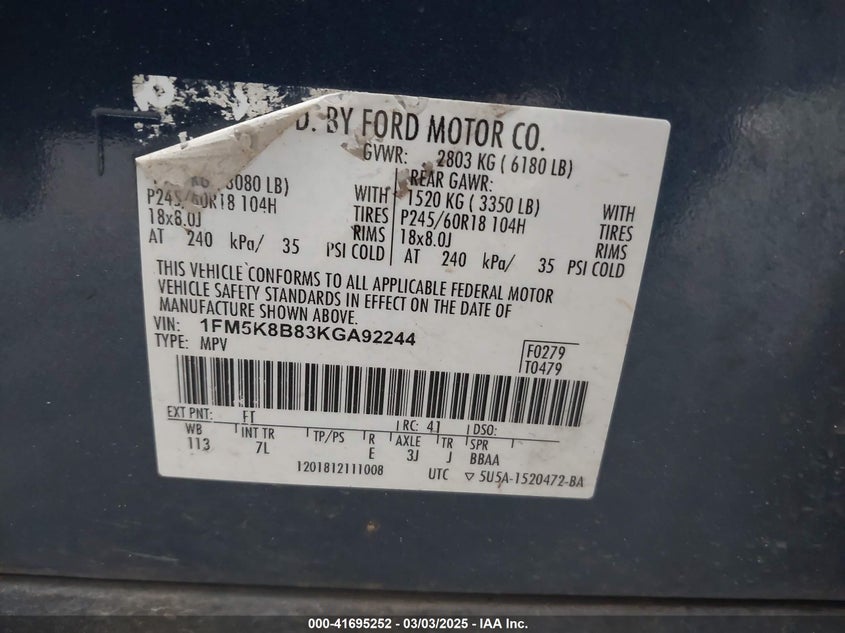 D. BY FORD MOTOR CO.
GVWR: 2803 KG ( 6180 LB)
KG ( 3080 LB) REAR GAWR:
P245/60R18 104H WITH TIRES 1520 KG ( 3350 LB) WITH
18x8.0J RIMS P245/60R18 104H TIRES
AT 240 kPa/ 35 PSI COLD 18x8.0J RIMS
AT 240 kPa/ 35 PSI COLD
THIS VEHICLE CONFORMS TO ALL APPLICABLE FEDERAL MOTOR
VEHICLE SAFETY STANDARDS IN EFFECT ON THE DATE OF
MANUFACTURE SHOWN ABOVE.
VIN: 1FM5K8B83KGA92244
TYPE: MPV
F0279
T0479
EXT PNT: FT RC: 41 DSO:
WB INT TR TP/PS R AXLE TR SPR
113 7L E 3J J BBAA
1201812111008 UTC ▽ 5U5A-1520472-BA
000-41695252 — 03/03/2025 — IAA Inc.